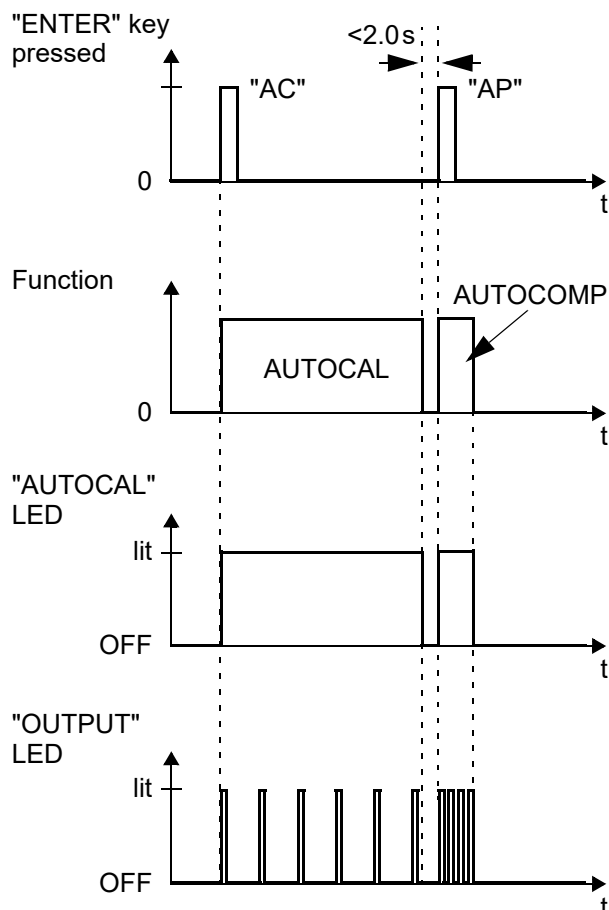 "ENTER" key
pressed
<2.0 s
"AC"
"AP"
0
t
Function
AUTOCOMP
AUTOCAL
0
t
"AUTOCAL"
LED
lit
OFF
t
"OUTPUT"
LED
lit
OFF
t